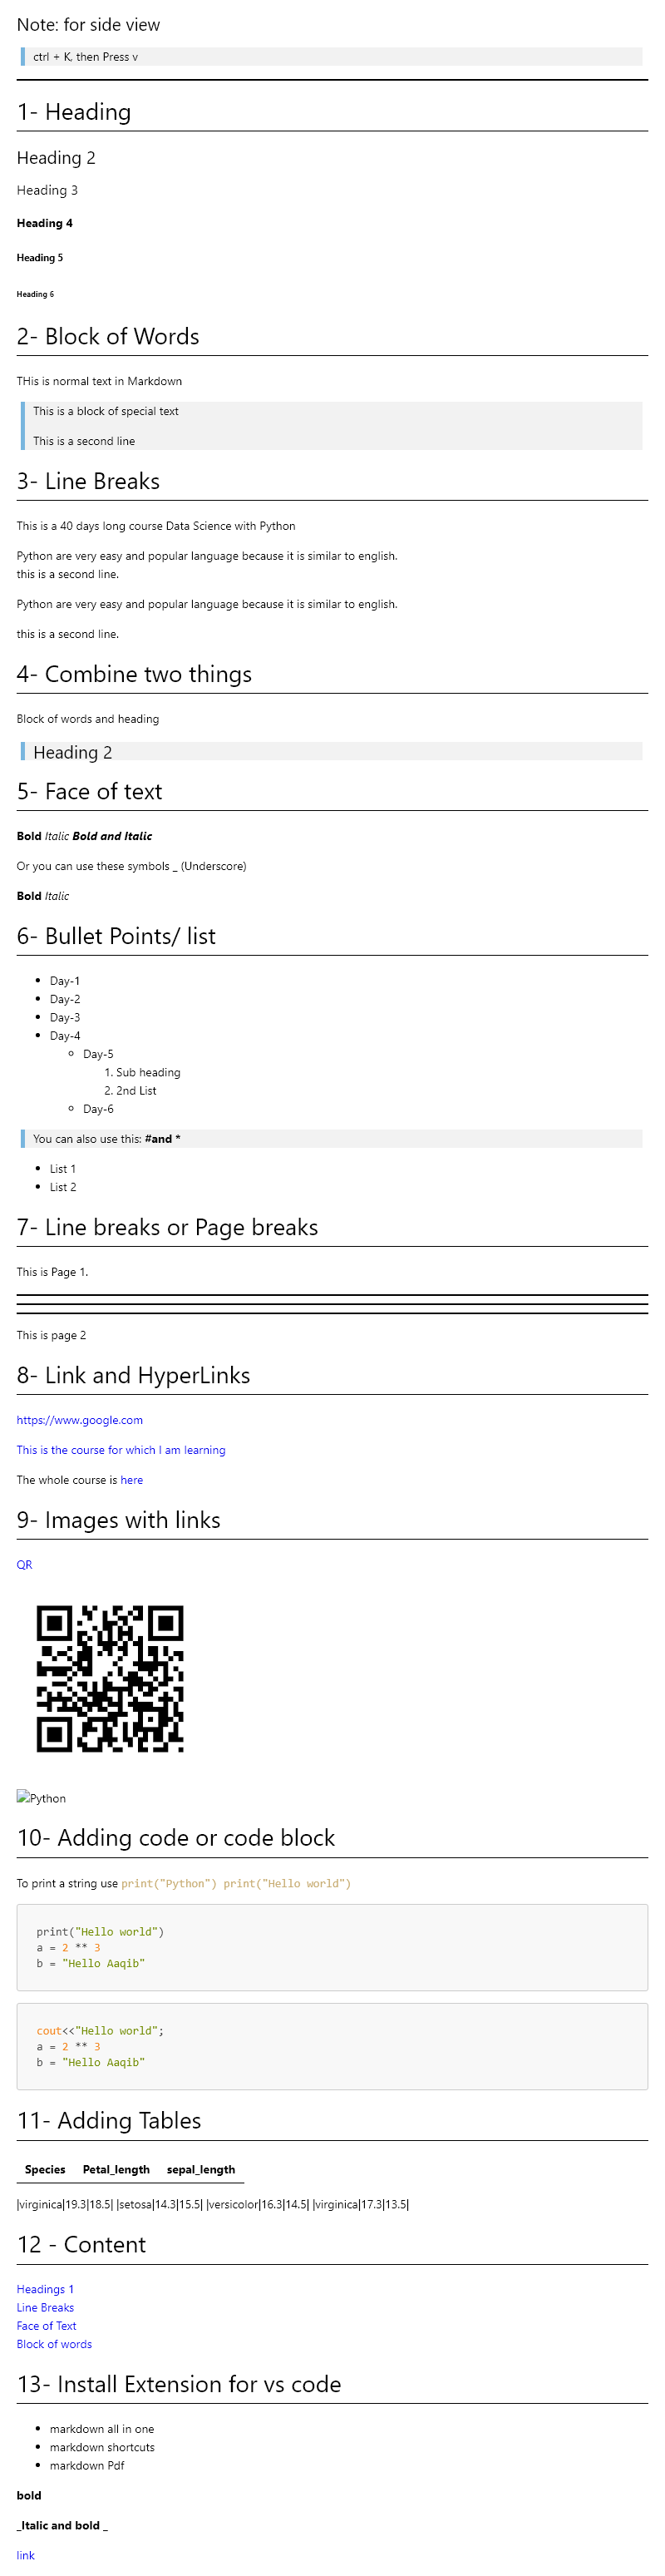 Note: for side view
ctrl + K, then Press v
1- Heading
Heading 2
Heading 3
Heading 4
Heading 5
Heading 6
2- Block of Words
THis is normal text in Markdown
This is a block of special text
This is a second line
3- Line Breaks
This is a 40 days long course Data Science with Python
Python are very easy and popular language because it is similar to english.
this is a second line.
Python are very easy and popular language because it is similar to english.
this is a second line.
4- Combine two things
Block of words and heading
Heading 2
5- Face of text
Bold Italic Bold and Italic
Or you can use these symbols _ (Underscore)
Bold Italic
6- Bullet Points/ list
• Day-1
• Day-2
• Day-3
• Day-4
◦ Day-5
1. Sub heading
2. 2nd List
◦ Day-6
You can also use this: #and *
• List 1
• List 2
7- Line breaks or Page breaks
This is Page 1.
This is page 2
8- Link and HyperLinks
https://www.google.com
This is the course for which I am learning
The whole course is here
9- Images with links
QR
Python
10- Adding code or code block
To print a string use print("Python") print("Hello world")
print("Hello world")
a = 2 ** 3
b = "Hello Aaqib"
cout<<"Hello world";
a = 2 ** 3
b = "Hello Aaqib"
11- Adding Tables
Species Petal_length sepal_length
|virginica|19.3|18.5| |setosa|14.3|15.5| |versicolor|16.3|14.5| |virginica|17.3|13.5|
12 - Content
Headings 1
Line Breaks
Face of Text
Block of words
13- Install Extension for vs code
• markdown all in one
• markdown shortcuts
• markdown Pdf
bold
_Italic and bold _
link